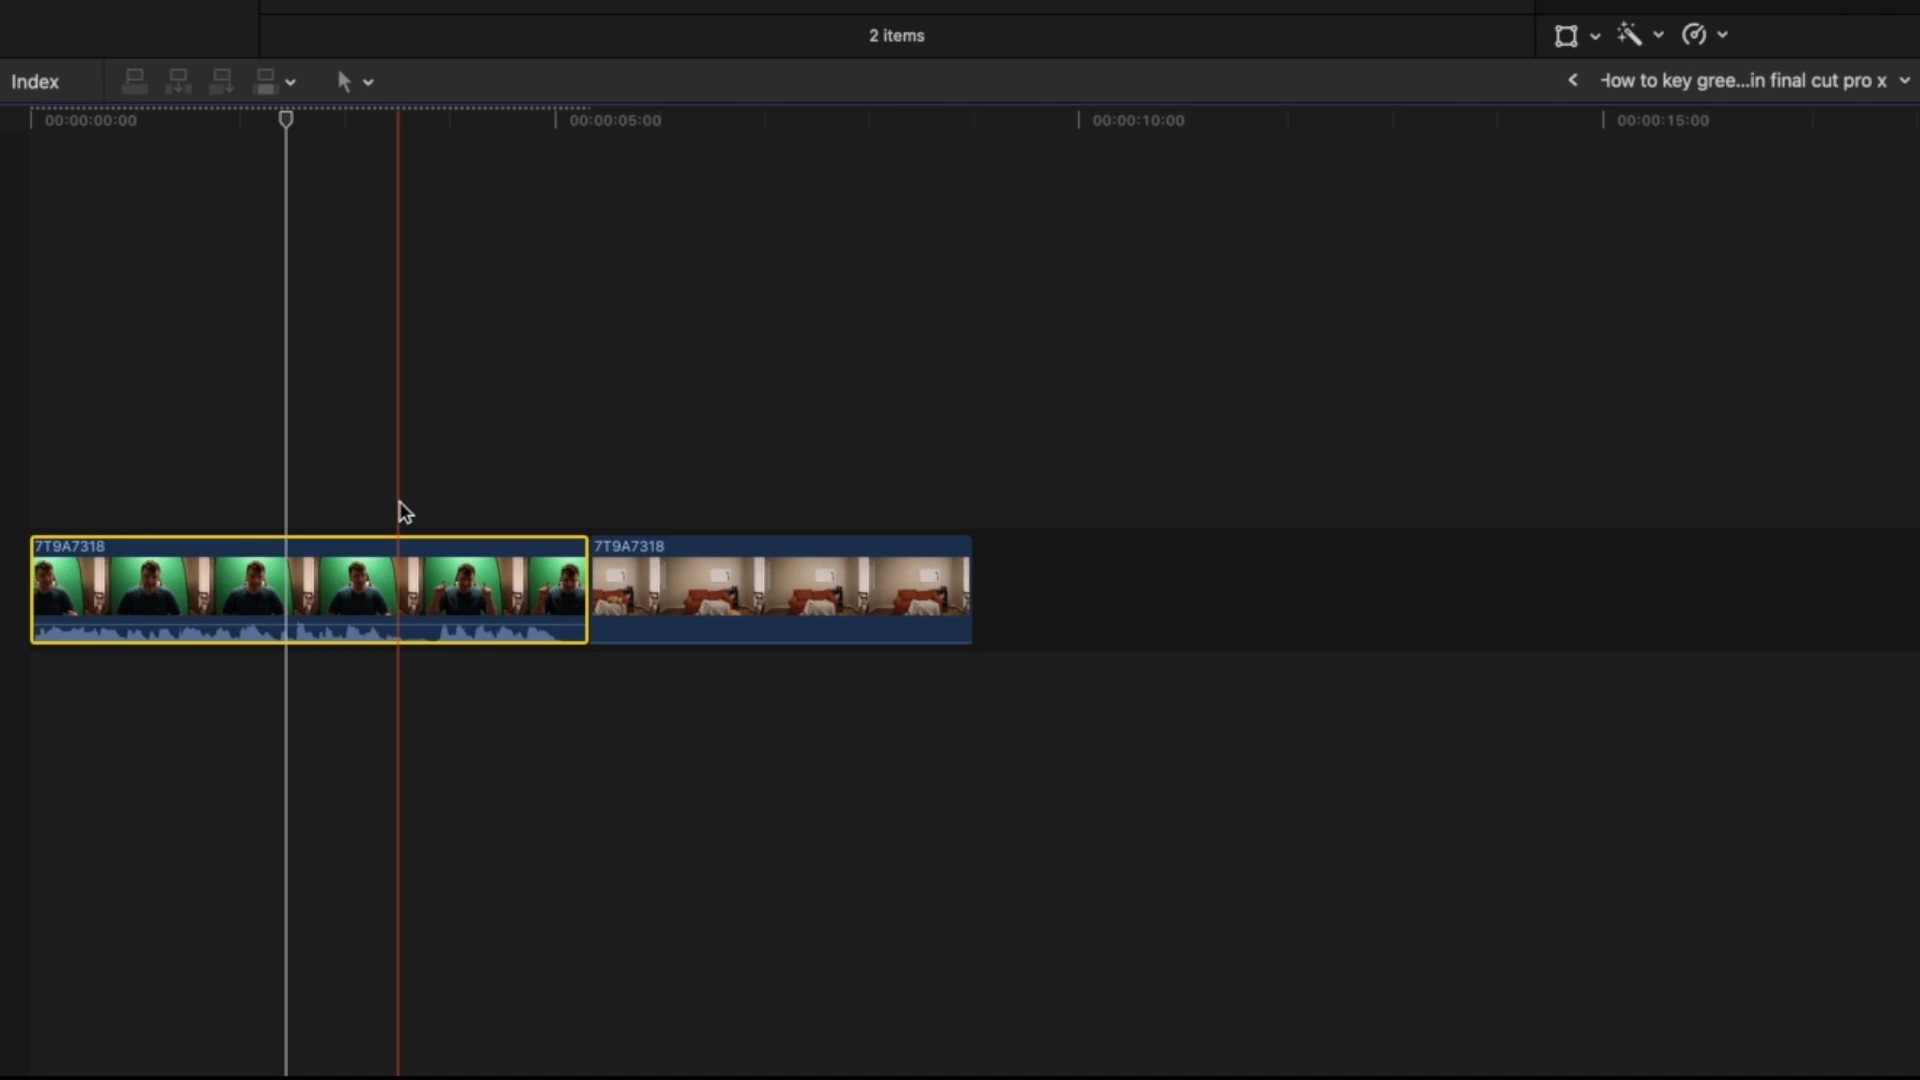 2 items
Index
How to key gree...in final cut pro x
00:00:00:00
00:00:05:00
00:00:10:00
00:00:15:00
7T9A7318
7T9A7318